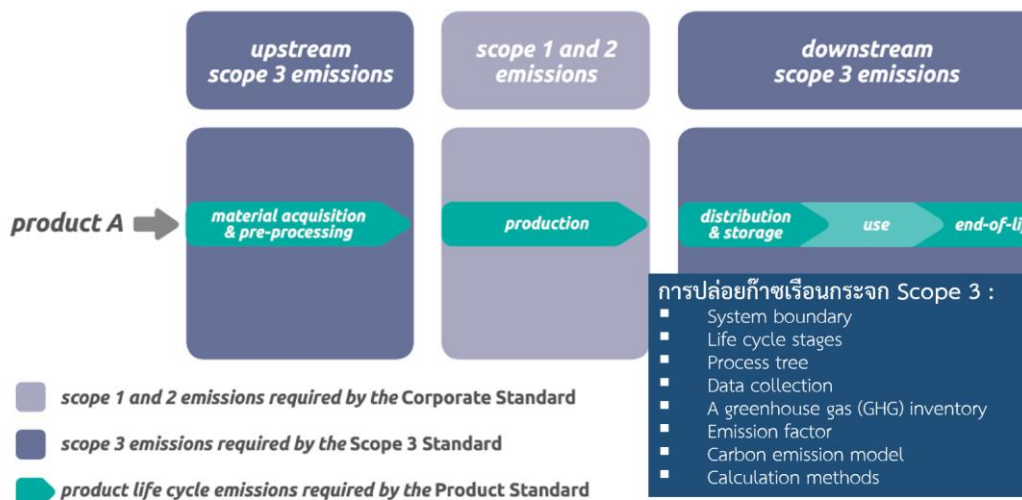 upstream
scope 3 emissions
scope 1 and 2
emissions
downstream
scope 3 emissions
product A
material acquisition
& pre-processing
production
distribution
& storage
use
end-of-lif
การปล่อยก๊าซเรือนกระจก Scope 3 :
▪ System boundary
▪ Life cycle stages
▪ Process tree
▪ Data collection
▪ A greenhouse gas (GHG) inventory
▪ Emission factor
▪ Carbon emission model
▪ Calculation methods
scope 1 and 2 emissions required by the Corporate Standard
scope 3 emissions required by the Scope 3 Standard
product life cycle emissions required by the Product Standard